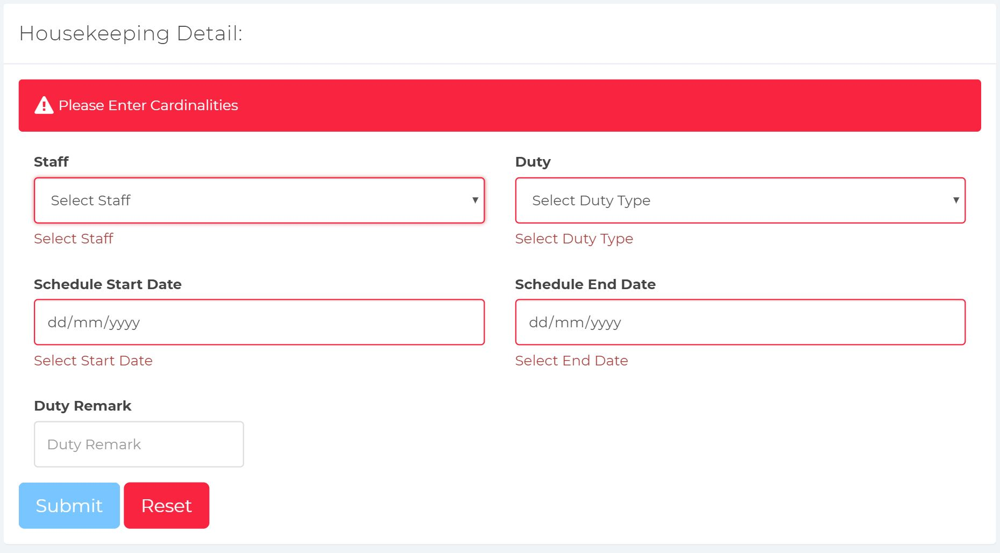 Housekeeping Detail:
Please Enter Cardinalities
Staff
Select Staff
Select Staff
Duty
Select Duty Type
Select Duty Type
Schedule Start Date
dd/mm/yyyy
Select Start Date
Schedule End Date
dd/mm/yyyy
Select End Date
Duty Remark
Duty Remark
Submit
Reset